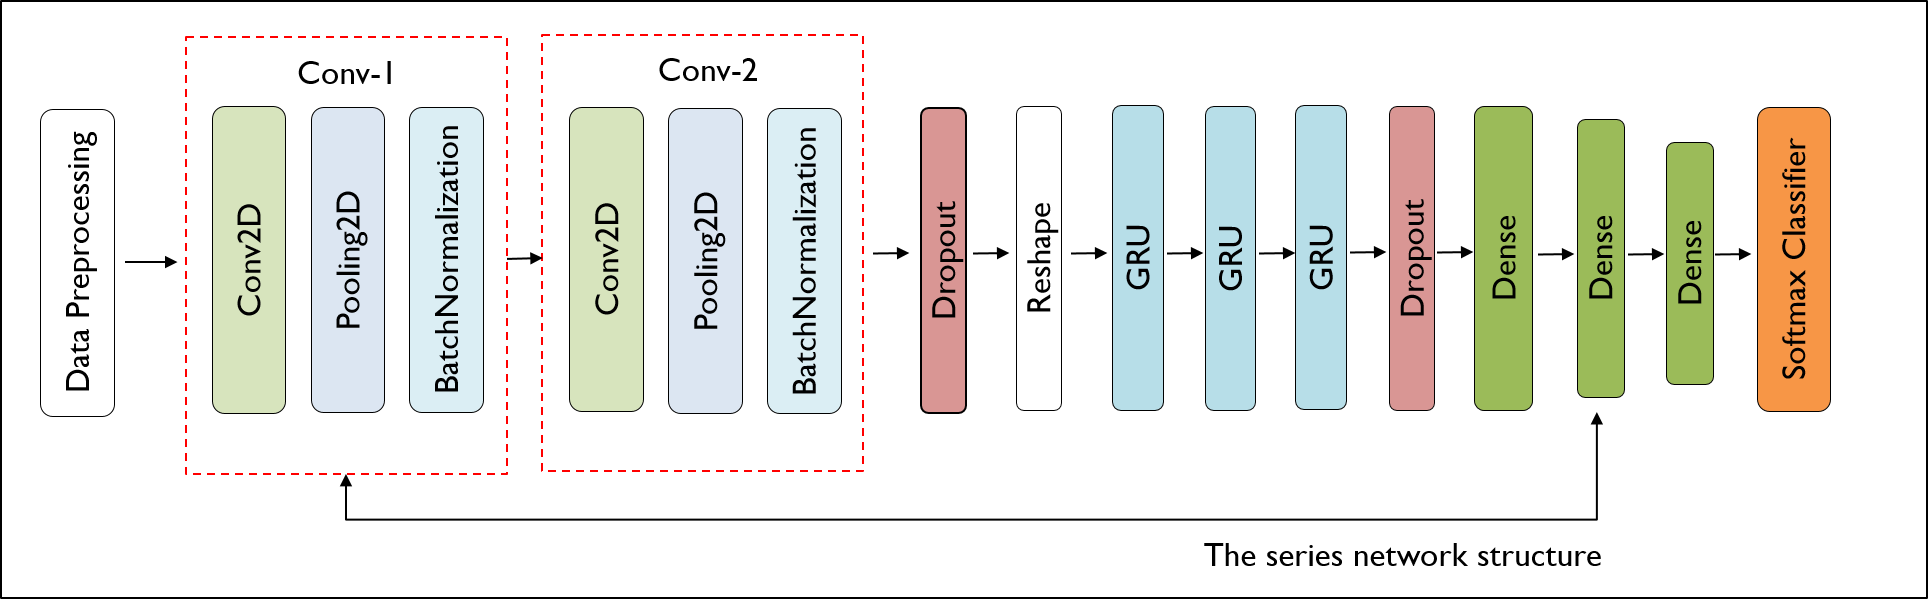 Data Preprocessing
Conv-1
Conv2D
Pooling2D
BatchNormalization
Conv-2
Conv2D
Pooling2D
BatchNormalization
Dropout
Reshape
GRU
GRU
GRU
Dropout
Dense
Dense
Dense
Softmax Classifier
The series network structure